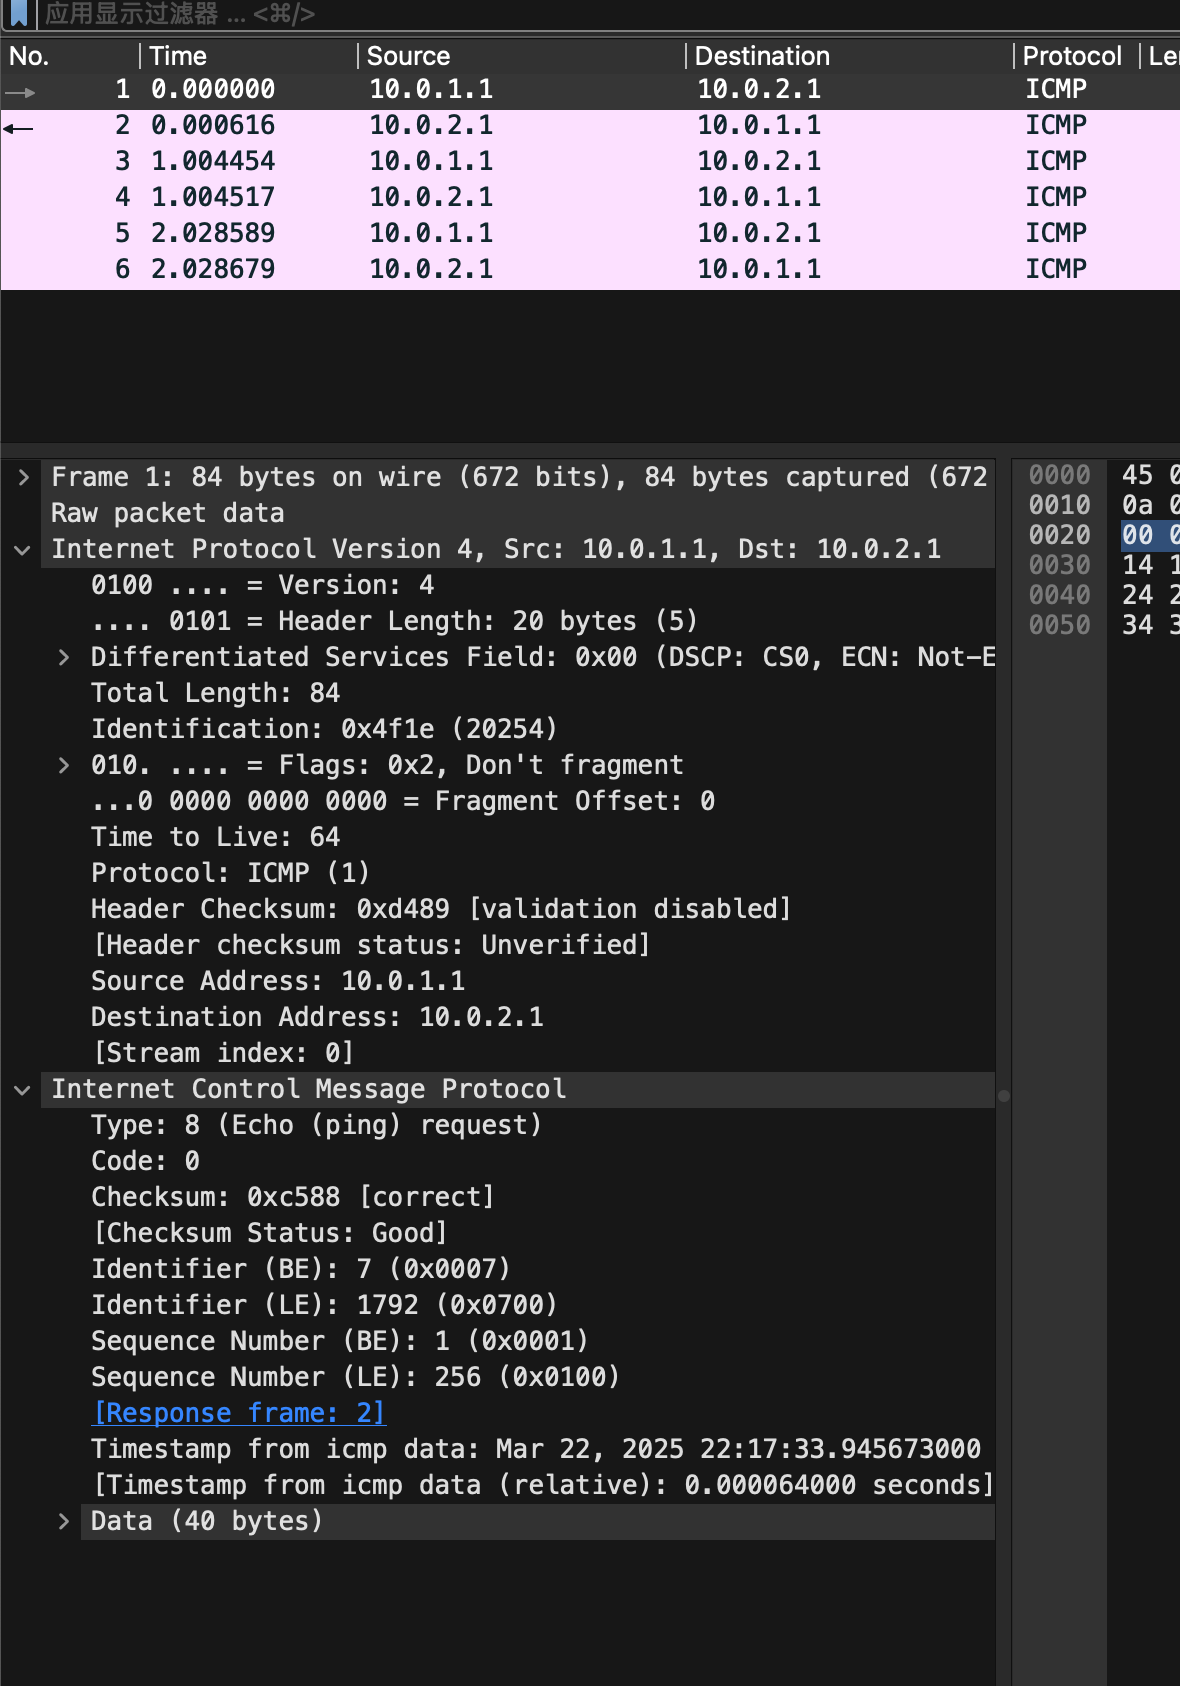 应用显示过滤器 … <⌘/>
No. Time Source Destination Protocol
1 0.000000 10.0.1.1 10.0.2.1 ICMP
2 0.000616 10.0.2.1 10.0.1.1 ICMP
3 1.004454 10.0.1.1 10.0.2.1 ICMP
4 1.004517 10.0.2.1 10.0.1.1 ICMP
5 2.028589 10.0.1.1 10.0.2.1 ICMP
6 2.028679 10.0.2.1 10.0.1.1 ICMP
Frame 1: 84 bytes on wire (672 bits), 84 bytes captured (672
Raw packet data
Internet Protocol Version 4, Src: 10.0.1.1, Dst: 10.0.2.1
0100 .... = Version: 4
.... 0101 = Header Length: 20 bytes (5)
Differentiated Services Field: 0x00 (DSCP: CS0, ECN: Not-E
Total Length: 84
Identification: 0x4f1e (20254)
010. .... = Flags: 0x2, Don't fragment
...0 0000 0000 0000 = Fragment Offset: 0
Time to Live: 64
Protocol: ICMP (1)
Header Checksum: 0xd489 [validation disabled]
[Header checksum status: Unverified]
Source Address: 10.0.1.1
Destination Address: 10.0.2.1
[Stream index: 0]
Internet Control Message Protocol
Type: 8 (Echo (ping) request)
Code: 0
Checksum: 0xc588 [correct]
[Checksum Status: Good]
Identifier (BE): 7 (0x0007)
Identifier (LE): 1792 (0x0700)
Sequence Number (BE): 1 (0x0001)
Sequence Number (LE): 256 (0x0100)
[Response frame: 2]
Timestamp from icmp data: Mar 22, 2025 22:17:33.945673000
[Timestamp from icmp data (relative): 0.000064000 seconds]
Data (40 bytes)
0000 45
0010 0a
0020 00
0030 14
0040 24
0050 34